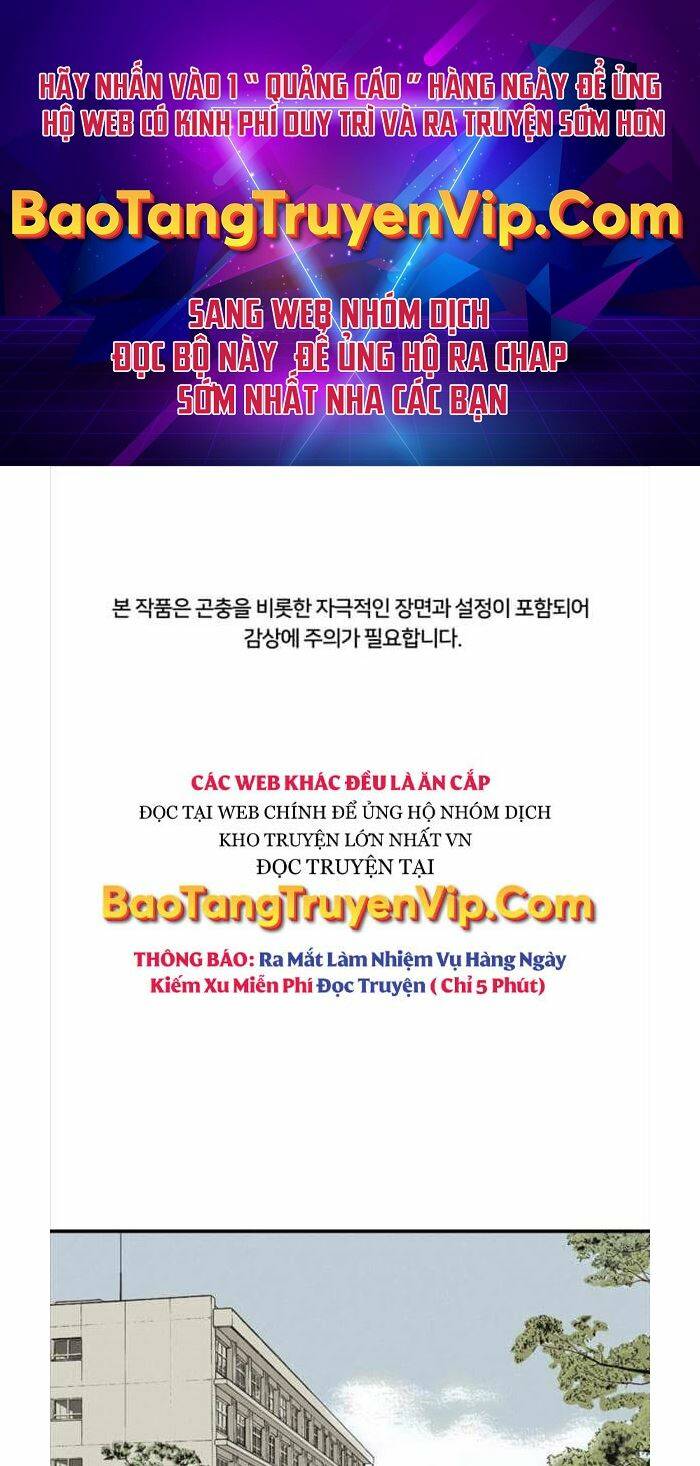 HÃY NHẤN VÀO 1 “ QUẢNG CÁO ” HÀNG NGÀY ĐỂ ỦNG
HỘ WEB CÓ KINH PHÍ DUY TRÌ VÀ RA TRUYỆN SỚM HƠN
BaoTangTruyenVip.Com
SANG WEB NHÓM DỊCH
ĐỌC BỘ NÀY ĐỂ ỦNG HỘ RA CHAP
SỚM NHẤT NHA CÁC BẠN
본 작품은 곤충을 비롯한 자극적인 장면과 설정이 포함되어
감상에 주의가 필요합니다.
CÁC WEB KHÁC ĐỀU LÀ ĂN CẮP
ĐỌC TẠI WEB CHÍNH ĐỂ ỦNG HỘ NHÓM DỊCH
KHO TRUYỆN LỚN NHẤT VN
ĐỌC TRUYỆN TẠI
BaoTangTruyenVip.Com
THÔNG BÁO: Ra Mắt Làm Nhiệm Vụ Hàng Ngày
Kiếm Xu Miễn Phí Đọc Truyện ( Chỉ 5 Phút)